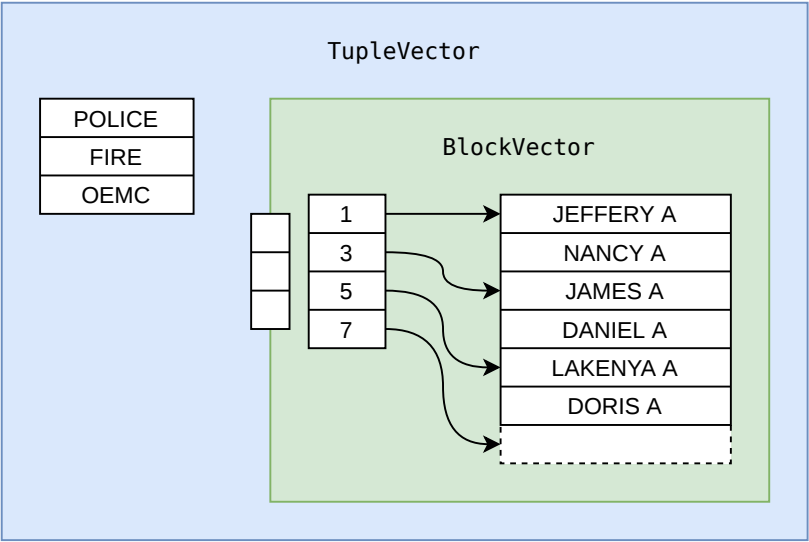 TupleVector
POLICE
FIRE
OEMC
BlockVector
1
3
5
7
JEFFERY A
NANCY A
JAMES A
DANIEL A
LAKENYA A
DORIS A